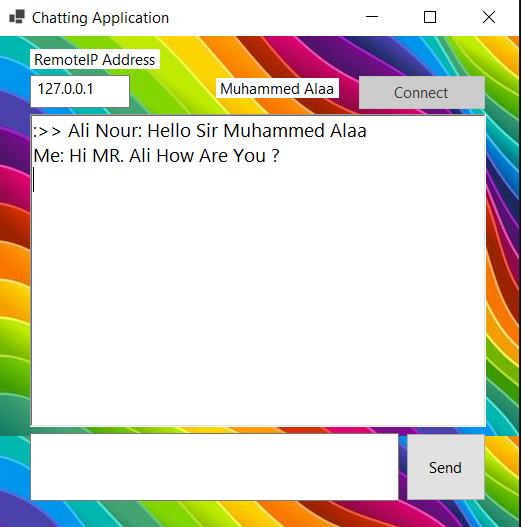 Chatting Application
RemoteIP Address
127.0.0.1
Muhammed Alaa
Connect
:>> Ali Nour: Hello Sir Muhammed Alaa
Me: Hi MR. Ali How Are You ?
Send